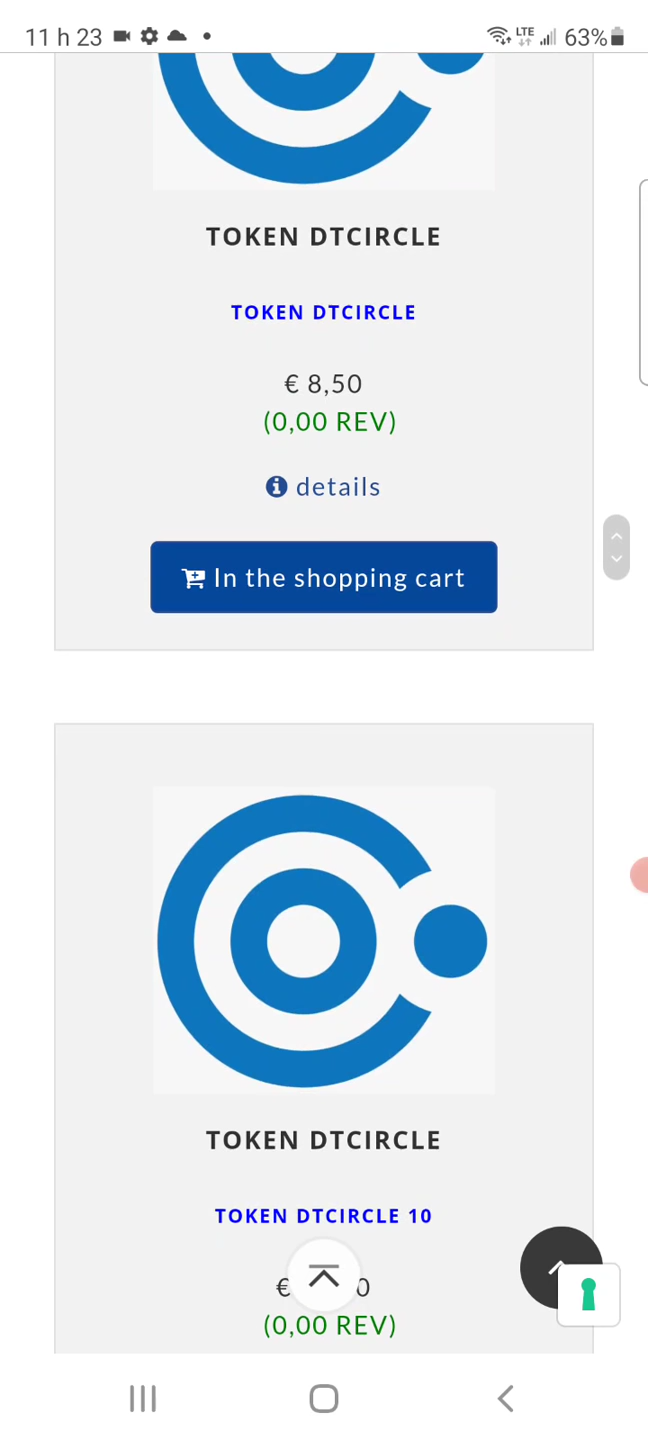 11 h 23
LTE
63%
TOKEN DTCIRCLE
TOKEN DTCIRCLE
€ 8,50
(0,00 REV)
details
In the shopping cart
TOKEN DTCIRCLE
TOKEN DTCIRCLE 10
(0,00 REV)